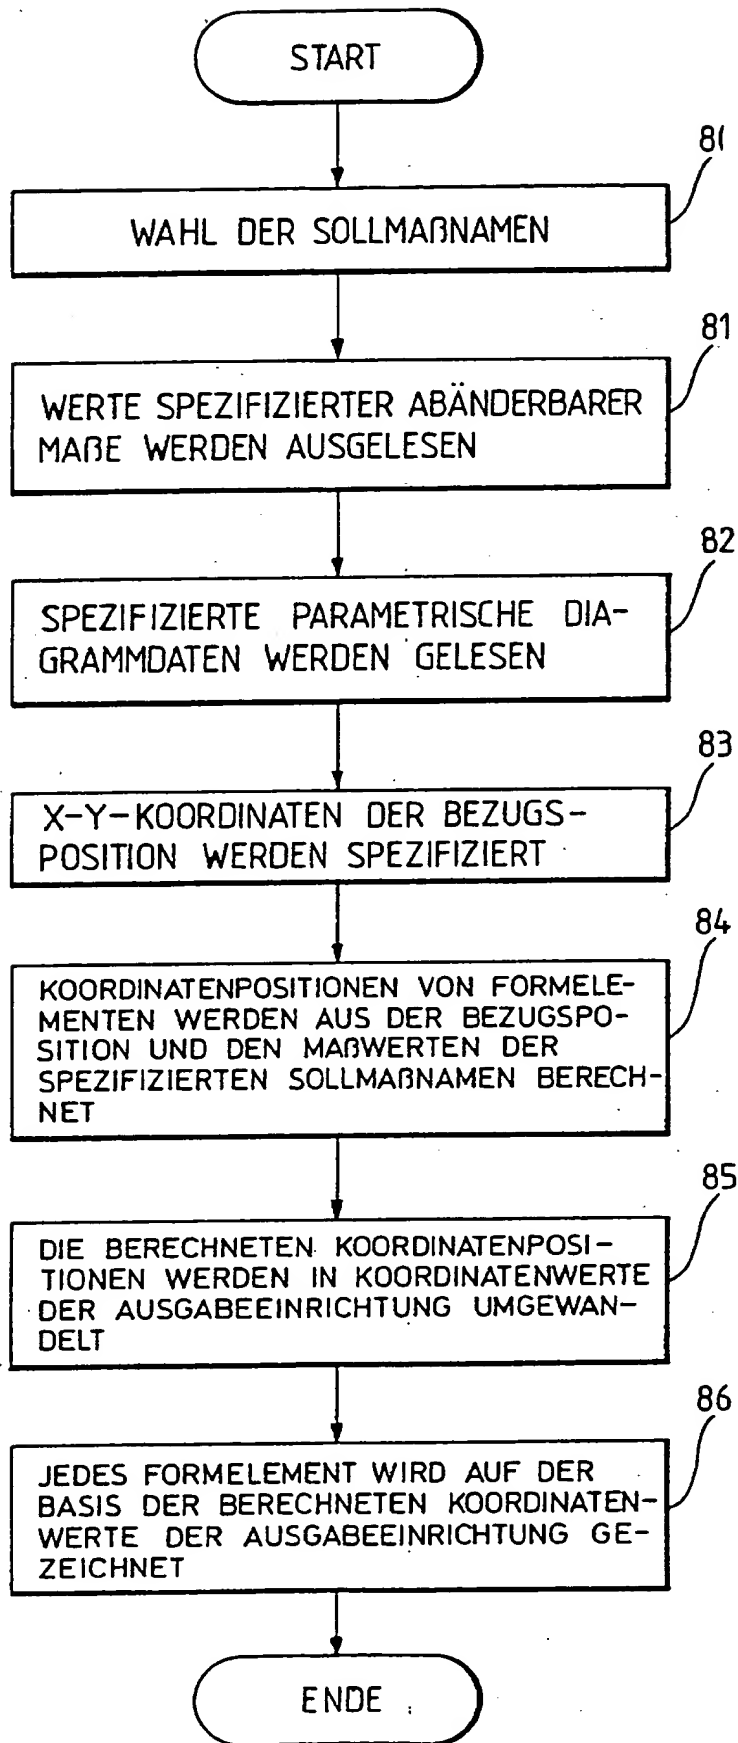 START
81
WAHL DER SOLLMAßNAMEN
81
WERTE SPEZIFIZIERTER ABÄNDERBARER
MAßE WERDEN AUSGELESEN
82
SPEZIFIZIERTE PARAMETRISCHE DIA-
GRAMMDATEN WERDEN GELESEN
83
X-Y-KOORDINATEN DER BEZUGS-
POSITION WERDEN SPEZIFIZIERT
84
KOORDINATENPOSITIONEN VON FORMELE-
MENTEN WERDEN AUS DER BEZUGSPO-
SITION UND DEN MAßWERTEN DER
SPEZIFIZIERTEN SOLLMAßNAMEN BERECH-
NET
85
DIE BERECHNETEN KOORDINATENPOSI-
TIONEN WERDEN IN KOORDINATENWERTE
DER AUSGABEEINRICHTUNG UMGEWAN-
DELT
86
JEDES FORMELEMENT WIRD AUF DER
BASIS DER BERECHNETEN KOORDINATEN-
WERTE DER AUSGABEEINRICHTUNG GE-
ZEICHNET
ENDE